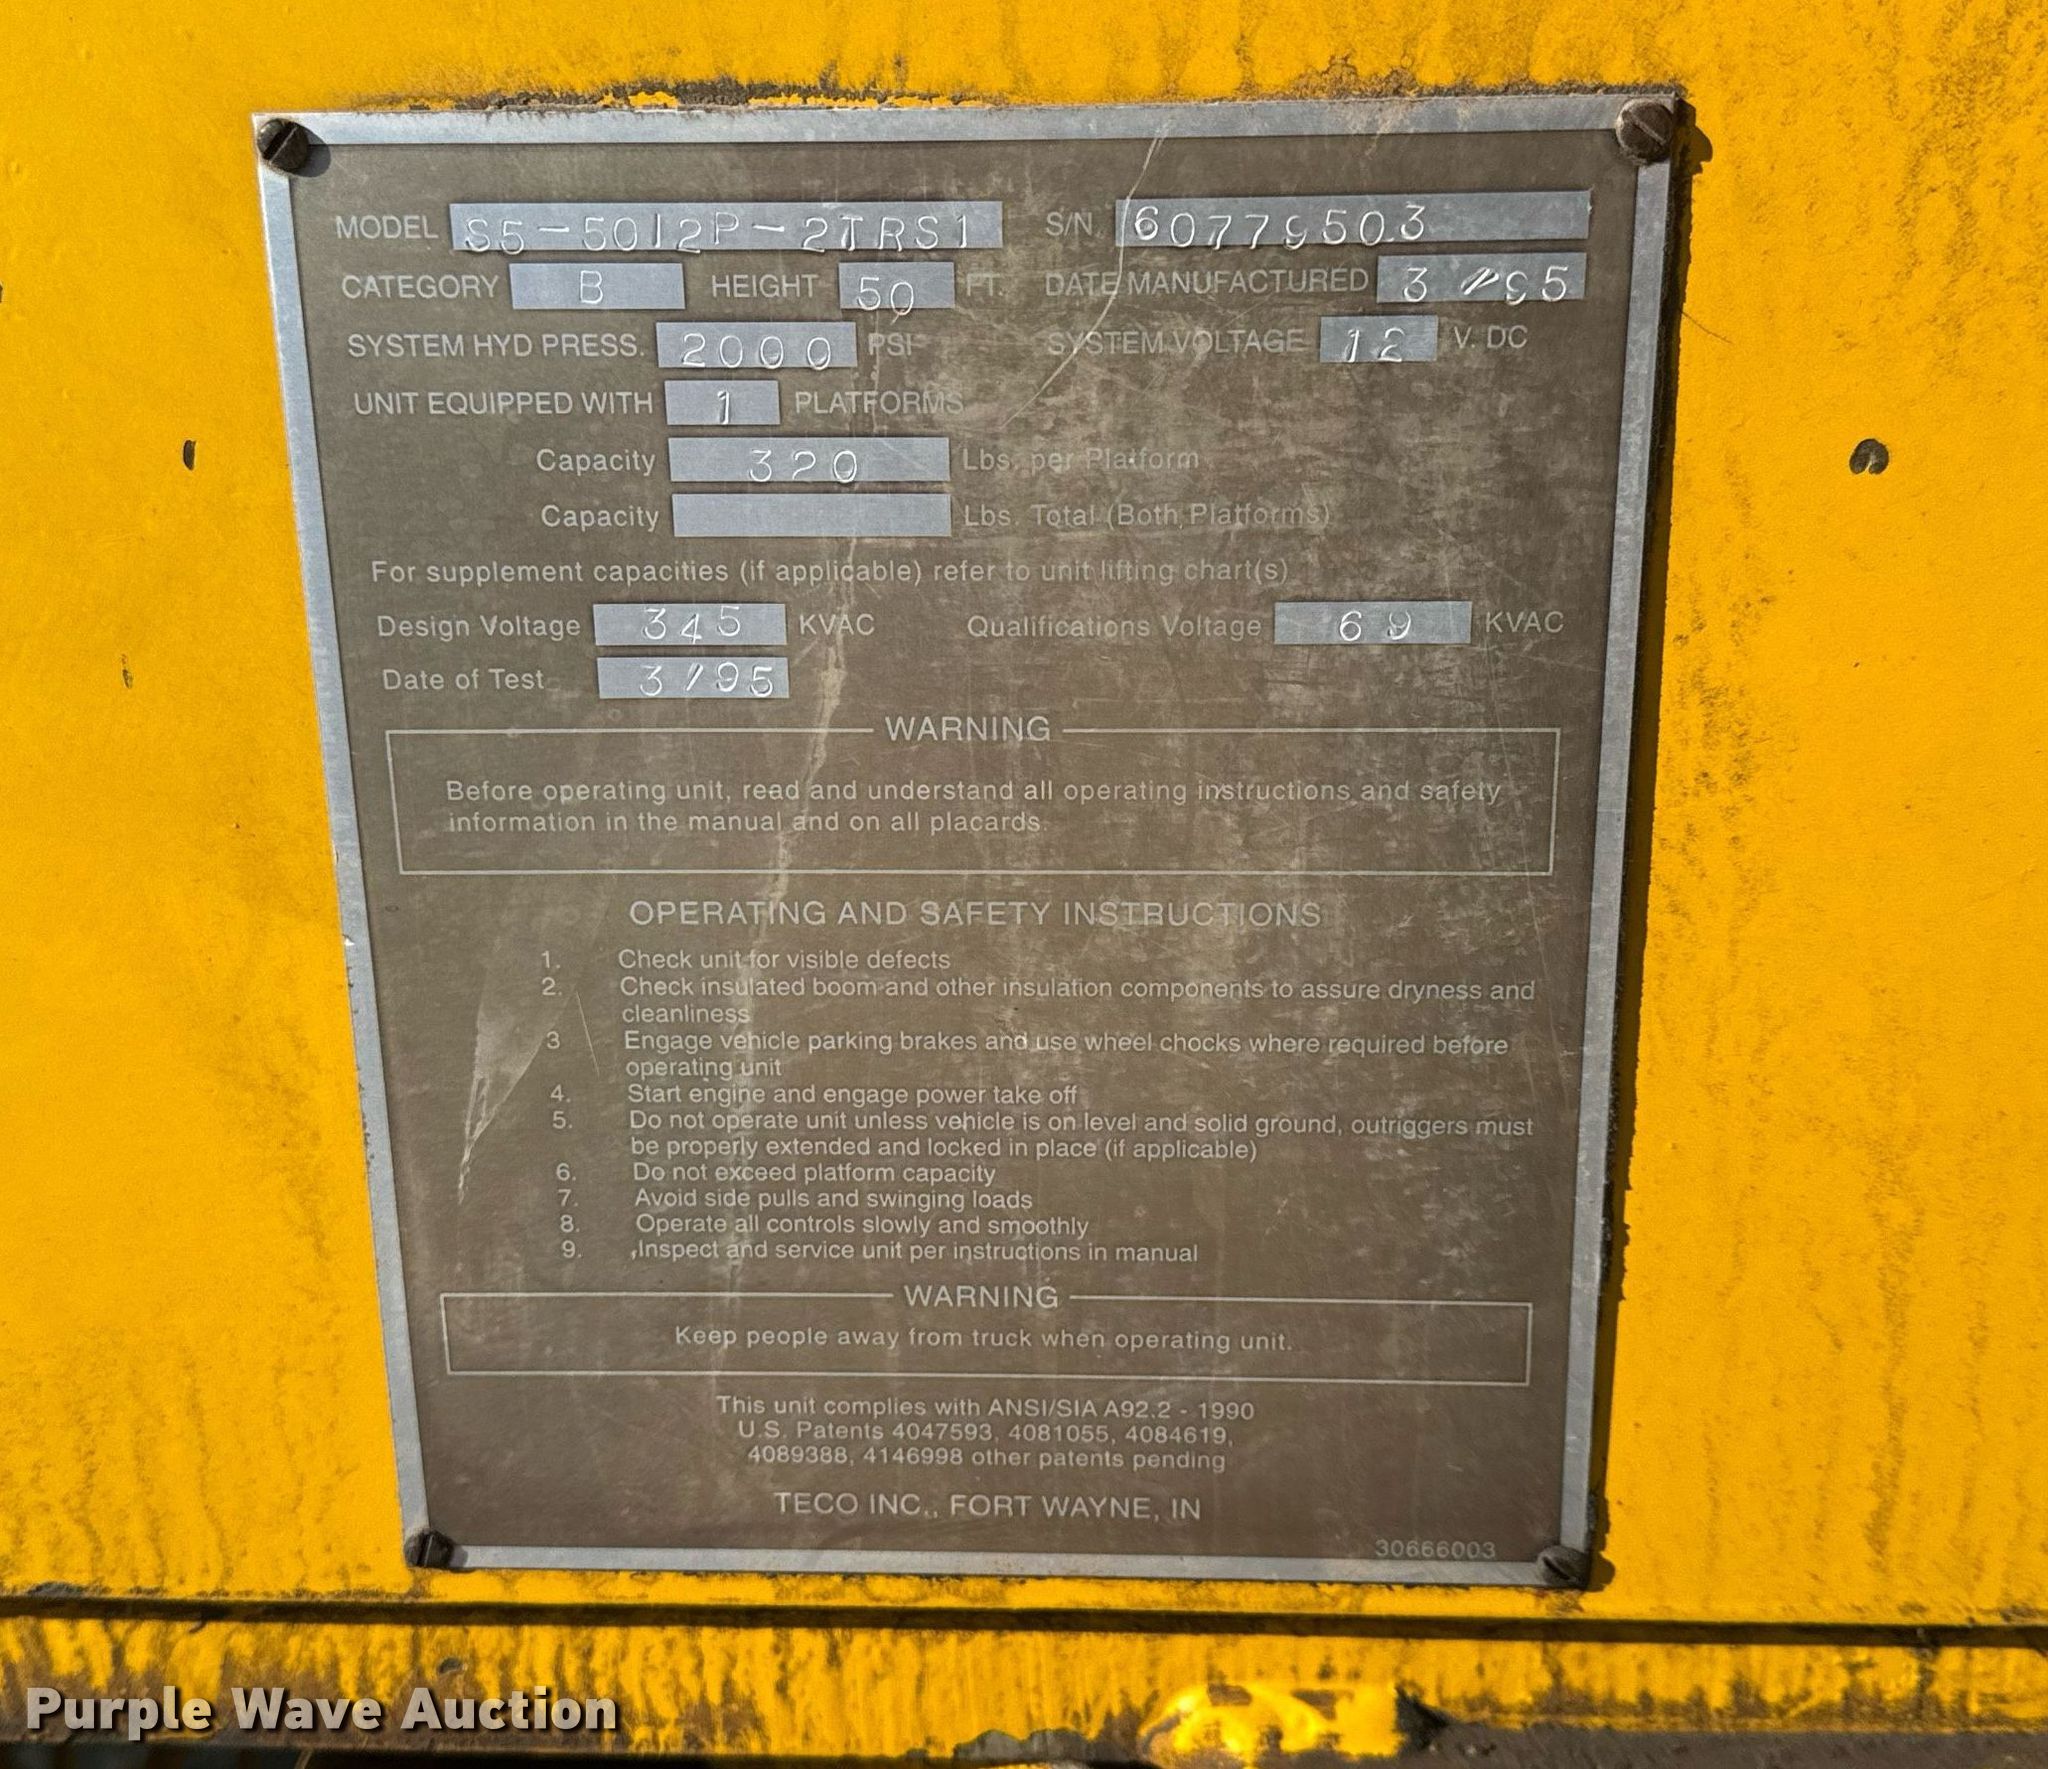 MODEL S5-5012P-2TRS1 S/N. 60779503
CATEGORY B HEIGHT 50 FT. DATE MANUFACTURED 3/95
SYSTEM HYD PRESS. 2000 PSI SYSTEM VOLTAGE 12 V. DC
UNIT EQUIPPED WITH 1 PLATFORMS
Capacity 320 Lbs. per Platform
Capacity Lbs. Total (Both Platforms)
For supplement capacities (if applicable) refer to unit lifting chart(s)
Design Voltage 345 KVAC Qualifications Voltage 69 KVAC
Date of Test 3/95
WARNING
Before operating unit, read and understand all operating instructions and safety
information in the manual and on all placards.
OPERATING AND SAFETY INSTRUCTIONS
1. Check unit for visible defects
2. Check insulated boom and other insulation components to assure dryness and
cleanliness
3 Engage vehicle parking brakes and use wheel chocks where required before
operating unit
4. Start engine and engage power take off
5. Do not operate unit unless vehicle is on level and solid ground, outriggers must
be properly extended and locked in place (if applicable)
6. Do not exceed platform capacity
7. Avoid side pulls and swinging loads
8. Operate all controls slowly and smoothly
9. Inspect and service unit per instructions in manual
WARNING
Keep people away from truck when operating unit.
This unit complies with ANSI/SIA A92.2 - 1990
U.S. Patents 4047593, 4081055, 4084619,
4089388, 4146998 other patents pending
TECO INC., FORT WAYNE, IN
30666003
Purple Wave Auction